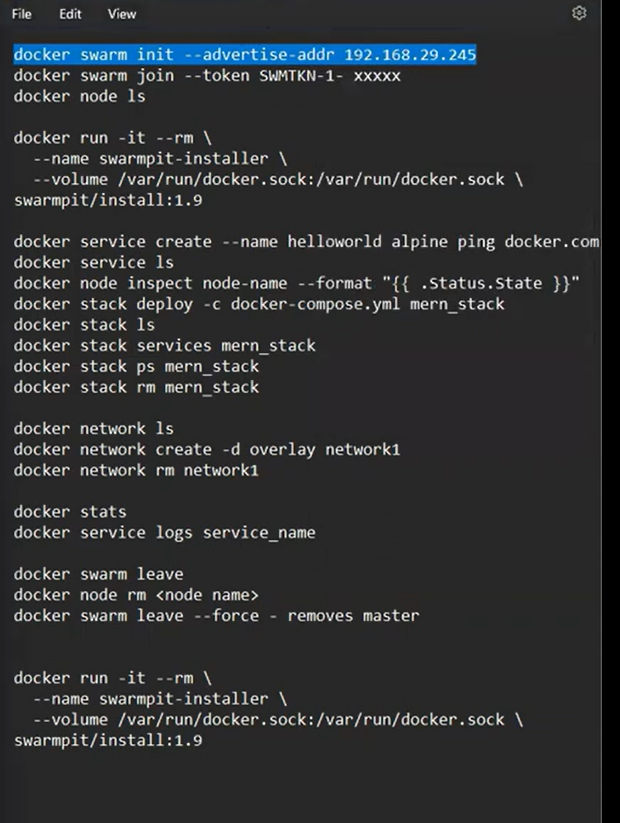 File Edit View
docker swarm init --advertise-addr 192.168.29.245
docker swarm join --token SWMTKN-1- xxxxx
docker node ls
docker run -it --rm \
--name swarmpit-installer \
--volume /var/run/docker.sock:/var/run/docker.sock \
swarmpit/install:1.9
docker service create --name helloworld alpine ping docker.com
docker service ls
docker node inspect node-name --format "{{ .Status.State }}"
docker stack deploy -c docker-compose.yml mern_stack
docker stack ls
docker stack services mern_stack
docker stack ps mern_stack
docker stack rm mern_stack
docker network ls
docker network create -d overlay network1
docker network rm network1
docker stats
docker service logs service_name
docker swarm leave
docker node rm <node name>
docker swarm leave --force - removes master
docker run -it --rm \
--name swarmpit-installer \
--volume /var/run/docker.sock:/var/run/docker.sock \
swarmpit/install:1.9